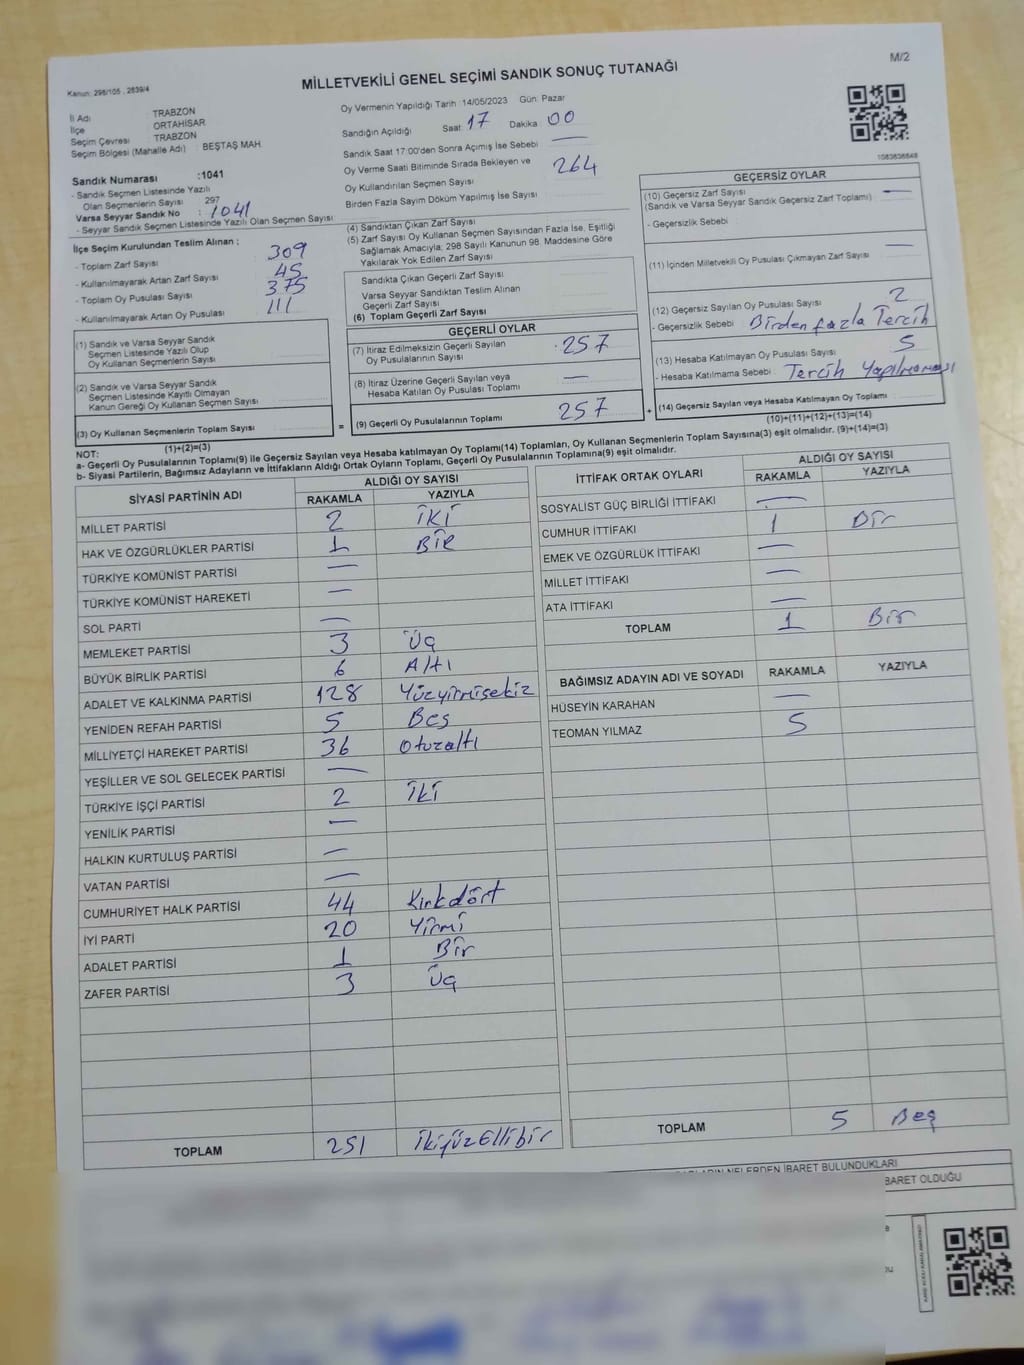 Kanun: 298/105 , 2839/4
MİLLETVEKİLİ GENEL SEÇİMİ SANDIK SONUÇ TUTANAĞI
M/2
İl Adı TRABZON
İlçe ORTAHİSAR
Seçim Çevresi TRABZON
Seçim Bölgesi (Mahalle Adı) : BEŞTAŞ MAH.
Oy Vermenin Yapıldığı Tarih :14/05/2023 Gün: Pazar
Sandığın Açıldığı Saat: 17 Dakika: 00
Sandık Saat 17:00'den Sonra Açımış İse Sebebi —
Oy Verme Saati Bitiminde Sırada Bekleyen ve
Oy Kullandırılan Seçmen Sayısı 264
Birden Fazla Sayım Döküm Yapılmış İse Sayısı
1083636648
Sandık Numarası :1041
- Sandık Seçmen Listesinde Yazılı
Olan Seçmenlerin Sayısı 297
Varsa Seyyar Sandık No : 1041
- Seyyar Sandık Seçmen Listesinde Yazılı Olan Seçmen Sayısı
İlçe Seçim Kurulundan Teslim Alınan ;
- Toplam Zarf Sayısı 309
- Kullanılmayarak Artan Zarf Sayısı 45
- Toplam Oy Pusulası Sayısı 375
- Kullanılmayarak Artan Oy Pusulası 111
(1) Sandık ve Varsa Seyyar Sandık
Seçmen Listesinde Yazılı Olup
Oy Kullanan Seçmenlerin Sayısı
(2) Sandık ve Varsa Seyyar Sandık
Seçmen Listesinde Kayıtlı Olmayan
Kanun Gereği Oy Kullanan Seçmen Sayısı
(3) Oy Kullanan Seçmenlerin Toplam Sayısı
(1)+(2)=(3)
(4) Sandıktan Çıkan Zarf Sayısı
(5) Zarf Sayısı Oy Kullanan Seçmen Sayısından Fazla İse, Eşitliği
Sağlamak Amacıyla, 298 Sayılı Kanunun 98. Maddesine Göre
Yakılarak Yok Edilen Zarf Sayısı
Sandıkta Çıkan Geçerli Zarf Sayısı
Varsa Seyyar Sandıktan Teslim Alınan
Geçerli Zarf Sayısı
(6) Toplam Geçerli Zarf Sayısı
GEÇERLİ OYLAR
(7) İtiraz Edilmeksizin Geçerli Sayılan
Oy Pusulalarının Sayısı 257
(8) İtiraz Üzerine Geçerli Sayılan veya
Hesaba Katılan Oy Pusulası Toplamı —
= (9) Geçerli Oy Pusulalarının Toplamı 257 +
GEÇERSİZ OYLAR
(10) Geçersiz Zarf Sayısı —
(Sandık ve Varsa Seyyar Sandık Geçersiz Zarf Toplamı)
- Geçersizlik Sebebi
(11) İçinden Milletvekili Oy Pusulası Çıkmayan Zarf Sayısı —
(12) Geçersiz Sayılan Oy Pusulası Sayısı 2
- Geçersizlik Sebebi : Birden fazla Tercih
(13) Hesaba Katılmayan Oy Pusulası Sayısı 5
- Hesaba Katılmama Sebebi : Tercih Yapılmaması
(14) Geçersiz Sayılan veya Hesaba Katılmayan Oy Toplamı
(10)+(11)+(12)+(13)=(14)
NOT:
a- Geçerli Oy Pusulalarının Toplamı(9) ile Geçersiz Sayılan veya Hesaba katılmayan Oy Toplamı(14) Toplamları, Oy Kullanan Seçmenlerin Toplam Sayısına(3) eşit olmalıdır. (9)+(14)=(3)
b- Siyasi Partilerin, Bağımsız Adayların ve İttifakların Aldığı Ortak Oyların Toplamı, Geçerli Oy Pusulalarının Toplamına(9) eşit olmalıdır.
SİYASİ PARTİNİN ADI ALDIĞI OY SAYISI
RAKAMLA YAZIYLA
MİLLET PARTİSİ 2 İKİ
HAK VE ÖZGÜRLÜKLER PARTİSİ 1 BİR
TÜRKİYE KOMÜNİST PARTİSİ —
TÜRKİYE KOMÜNİST HAREKETİ —
SOL PARTİ —
MEMLEKET PARTİSİ 3 Üç
BÜYÜK BİRLİK PARTİSİ 6 Altı
ADALET VE KALKINMA PARTİSİ 128 Yüzyirmisekiz
YENİDEN REFAH PARTİSİ 5 Beş
MİLLİYETÇİ HAREKET PARTİSİ 36 Otuzaltı
YEŞİLLER VE SOL GELECEK PARTİSİ —
TÜRKİYE İŞÇİ PARTİSİ 2 İki
YENİLİK PARTİSİ —
HALKIN KURTULUŞ PARTİSİ —
VATAN PARTİSİ —
CUMHURİYET HALK PARTİSİ 44 Kırkdört
İYİ PARTİ 20 Yirmi
ADALET PARTİSİ 1 Bir
ZAFER PARTİSİ 3 Üç
TOPLAM 251 İkiyüzEllibir
İTTİFAK ORTAK OYLARI ALDIĞI OY SAYISI
RAKAMLA YAZIYLA
SOSYALİST GÜÇ BİRLİĞİ İTTİFAKI —
CUMHUR İTTİFAKI 1 Bir
EMEK VE ÖZGÜRLÜK İTTİFAKI —
MİLLET İTTİFAKI —
ATA İTTİFAKI —
TOPLAM 1 Bir
BAĞIMSIZ ADAYIN ADI VE SOYADI RAKAMLA YAZIYLA
HÜSEYİN KARAHAN —
TEOMAN YILMAZ 5
TOPLAM 5 Beş
NELERDEN İBARET BULUNDUKLARI
BARET OLDUĞU